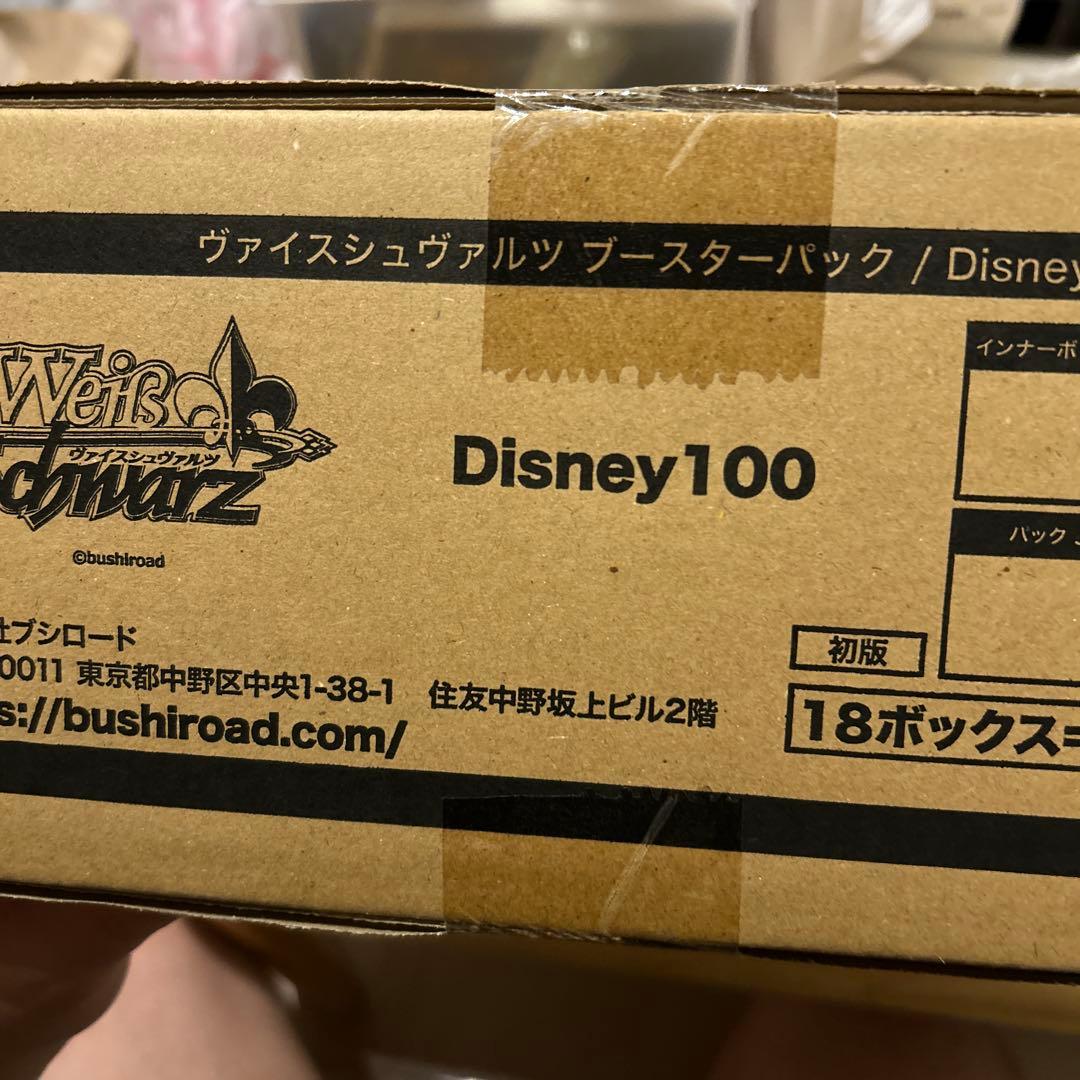 ヴァイスシュヴァルツ ブースターパック / Disney
Weiß
ヴァイスシュヴァルツ
Schwarz
©bushiroad
Disney100
インナーボ
パック
社ブシロード
0011 東京都中野区中央1-38-1 住友中野坂上ビル2階
s://bushiroad.com/
初版
18ボックス=